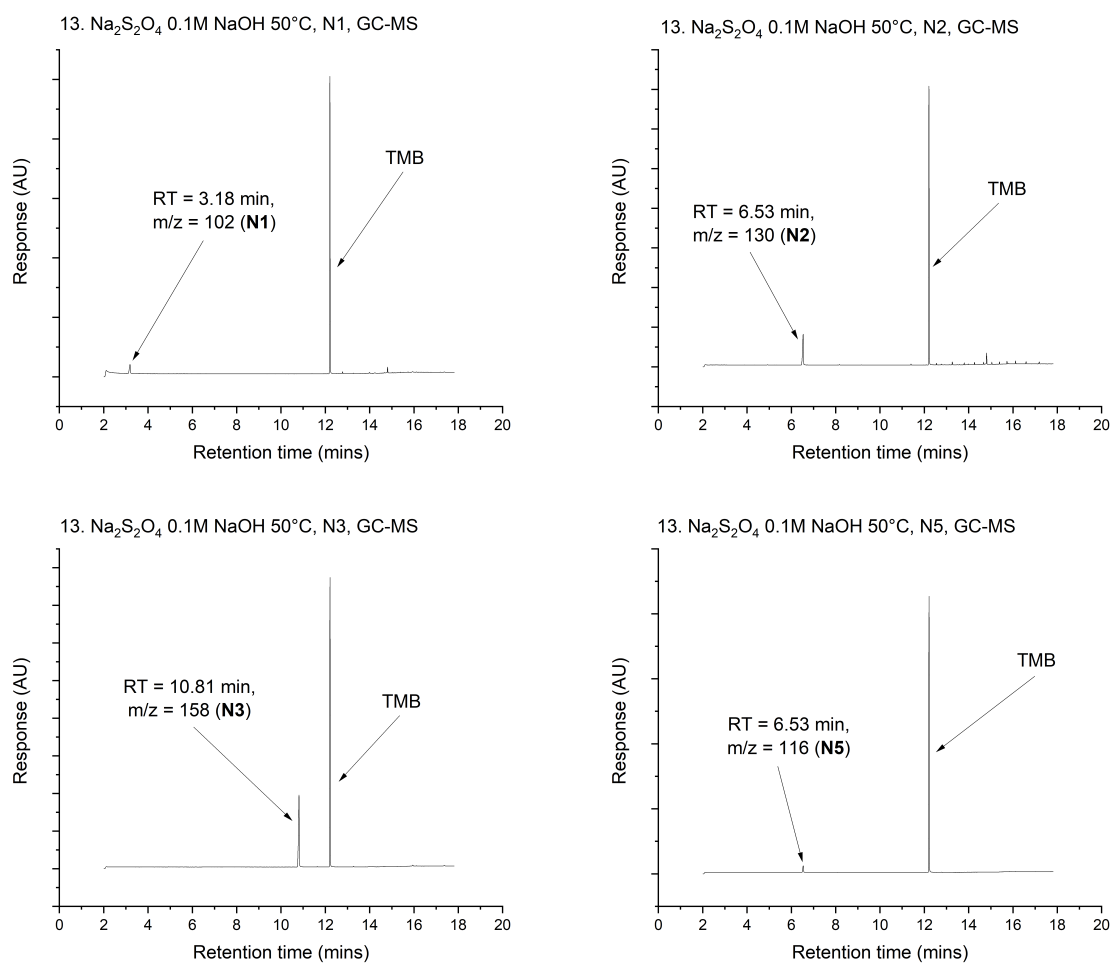 13. Na₂S₂O₄ 0.1M NaOH 50°C, N1, GC-MS
Response (AU)
RT = 3.18 min,
m/z = 102 (N1)
TMB
0 2 4 6 8 10 12 14 16 18 20
Retention time (mins)
13. Na₂S₂O₄ 0.1M NaOH 50°C, N2, GC-MS
Response (AU)
RT = 6.53 min,
m/z = 130 (N2)
TMB
0 2 4 6 8 10 12 14 16 18 20
Retention time (mins)
13. Na₂S₂O₄ 0.1M NaOH 50°C, N3, GC-MS
Response (AU)
RT = 10.81 min,
m/z = 158 (N3)
TMB
0 2 4 6 8 10 12 14 16 18 20
Retention time (mins)
13. Na₂S₂O₄ 0.1M NaOH 50°C, N5, GC-MS
Response (AU)
TMB
RT = 6.53 min,
m/z = 116 (N5)
0 2 4 6 8 10 12 14 16 18 20
Retention time (mins)